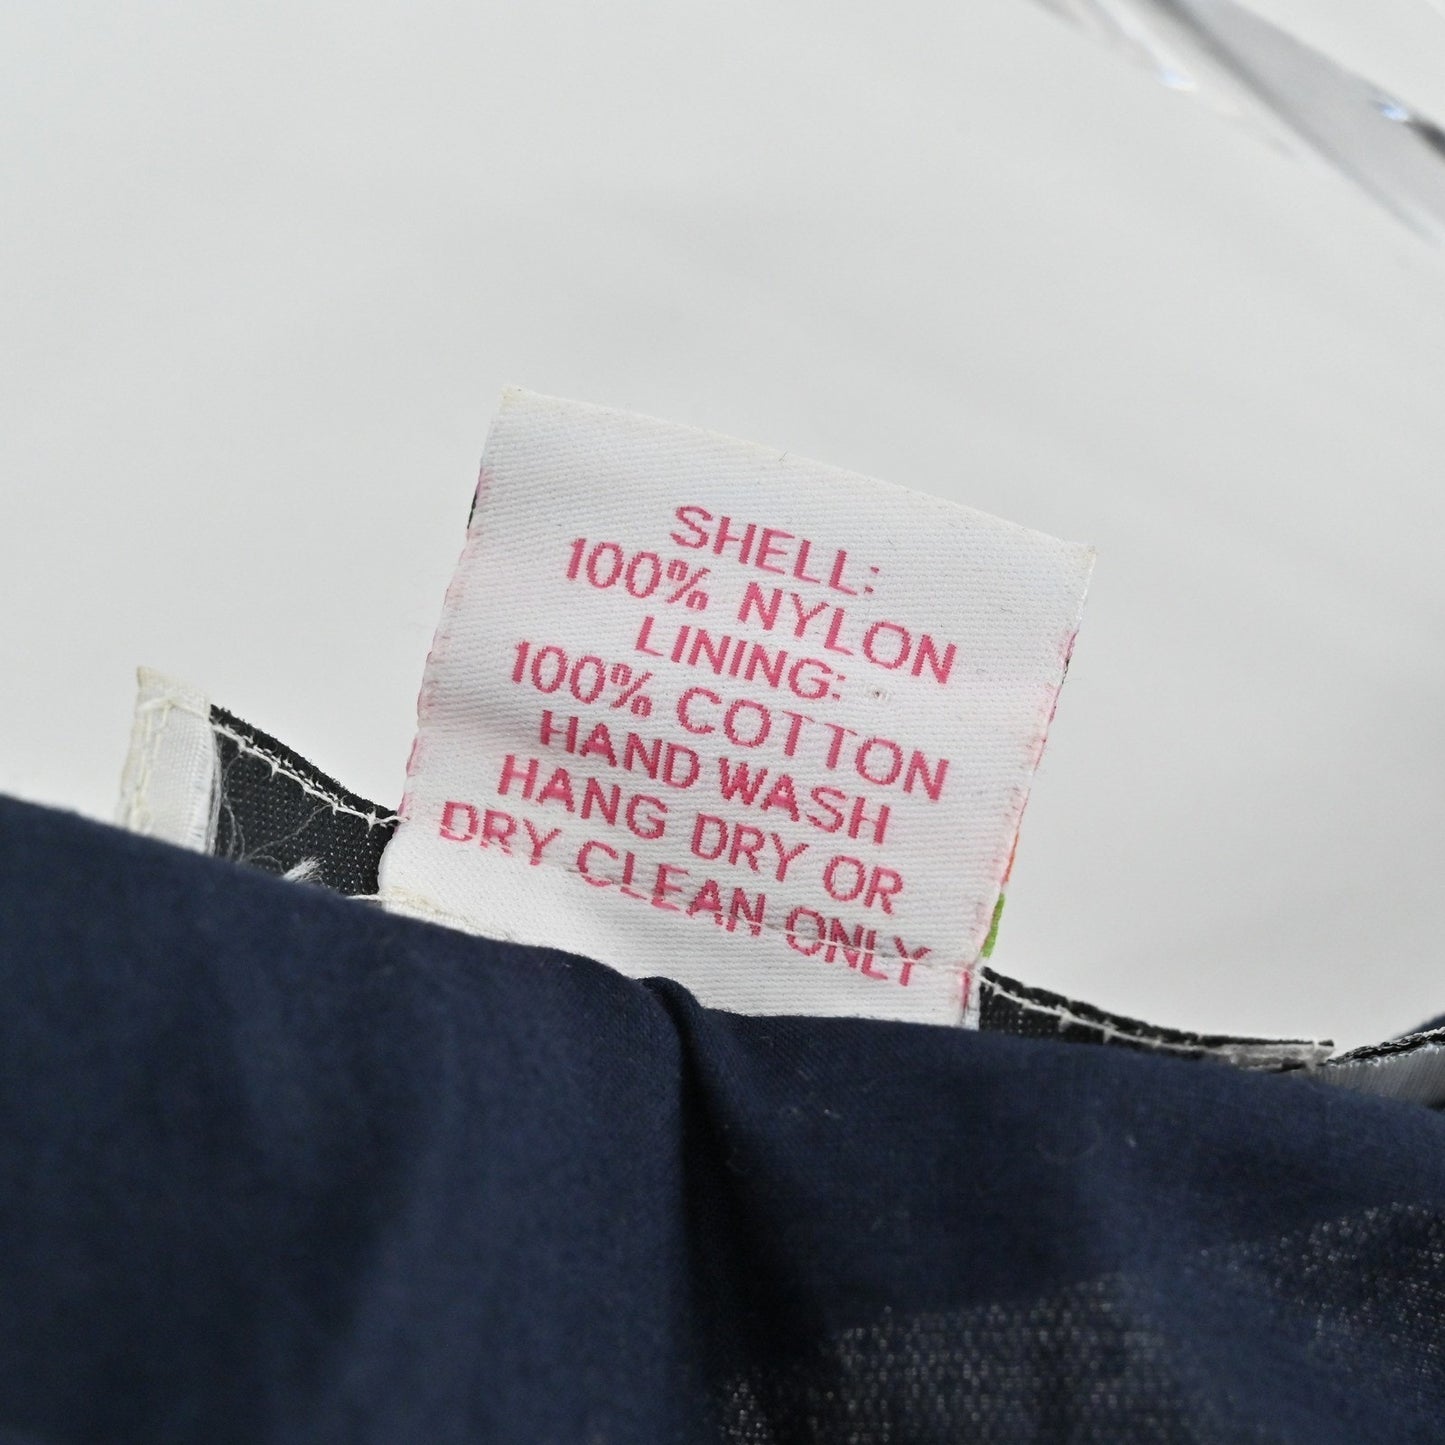 SHELL:
100% NYLON
LINING:
100% COTTON
HAND WASH
HANG DRY OR
DRY CLEAN ONLY